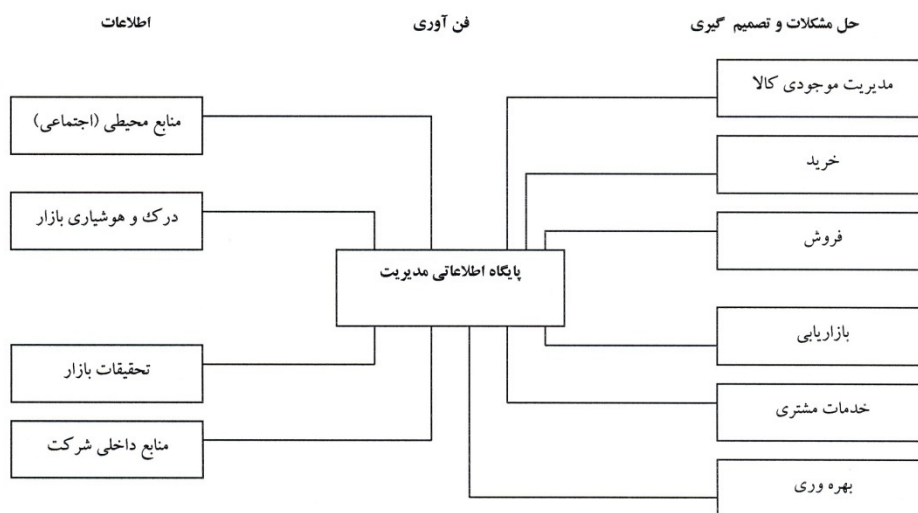 حل مشکلات و تصمیم گیری
فن آوری
اطلاعات
مدیریت موجودی کالا
خرید
فروش
بازاریابی
خدمات مشتری
بهره وری
پایگاه اطلاعاتی مدیریت
منابع محیطی (اجتماعی)
درک و هوشیاری بازار
تحقیقات بازار
منابع داخلی شرکت